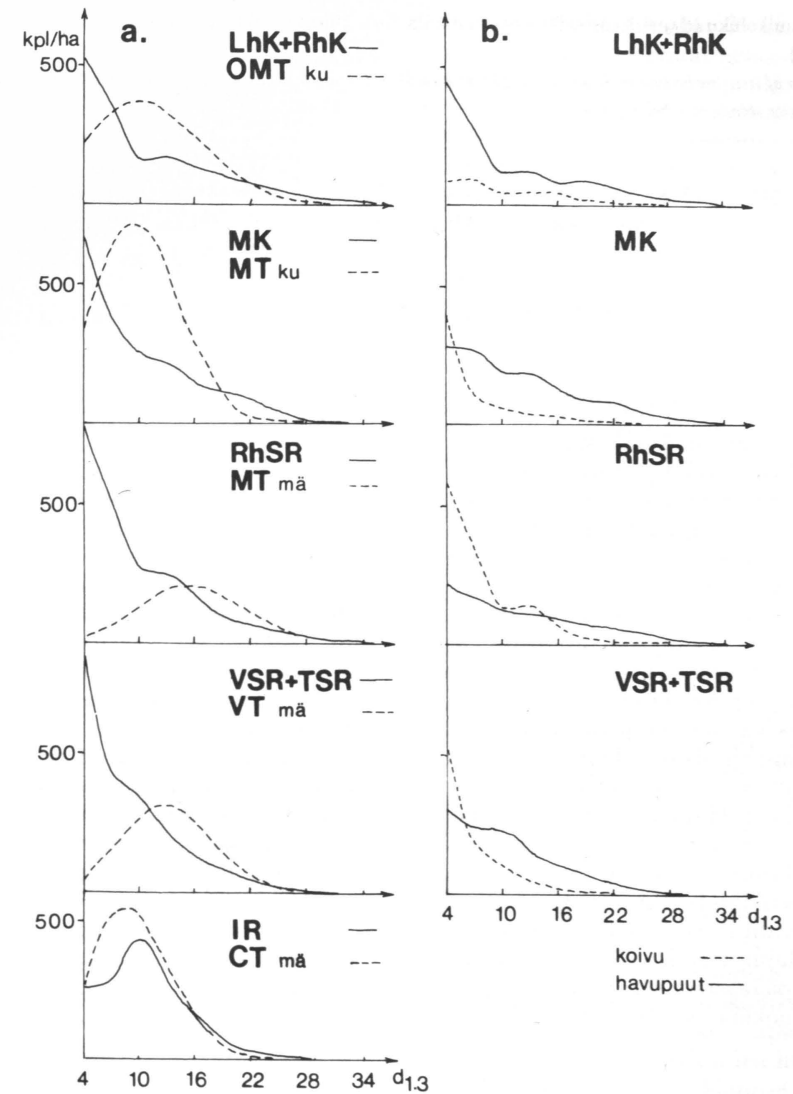 a.
kpl/ha
500
LhK+RhK
OMT ku
500
MK
MT ku
500
RhSR
MT mä
500
VSR+TSR
VT mä
500
IR
CT mä
4 10 16 22 28 34 d1.3
b.
LhK+RhK
MK
RhSR
VSR+TSR
4 10 16 22 28 34 d1.3
koivu
havupuut